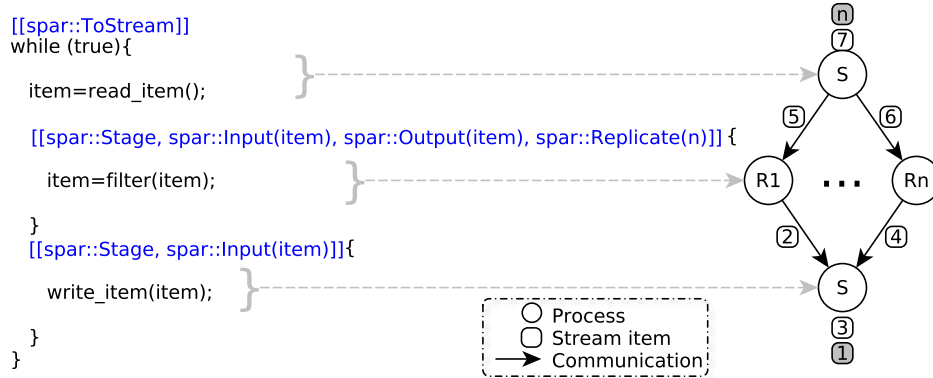 [[spar::ToStream]]
while (true){
item=read_item();
[[spar::Stage, spar::Input(item), spar::Output(item), spar::Replicate(n)]] {
item=filter(item);
}
[[spar::Stage, spar::Input(item)]]{
write_item(item);
}
}
n
7
S
5
6
R1
...
Rn
2
4
S
3
1
Process
Stream item
Communication